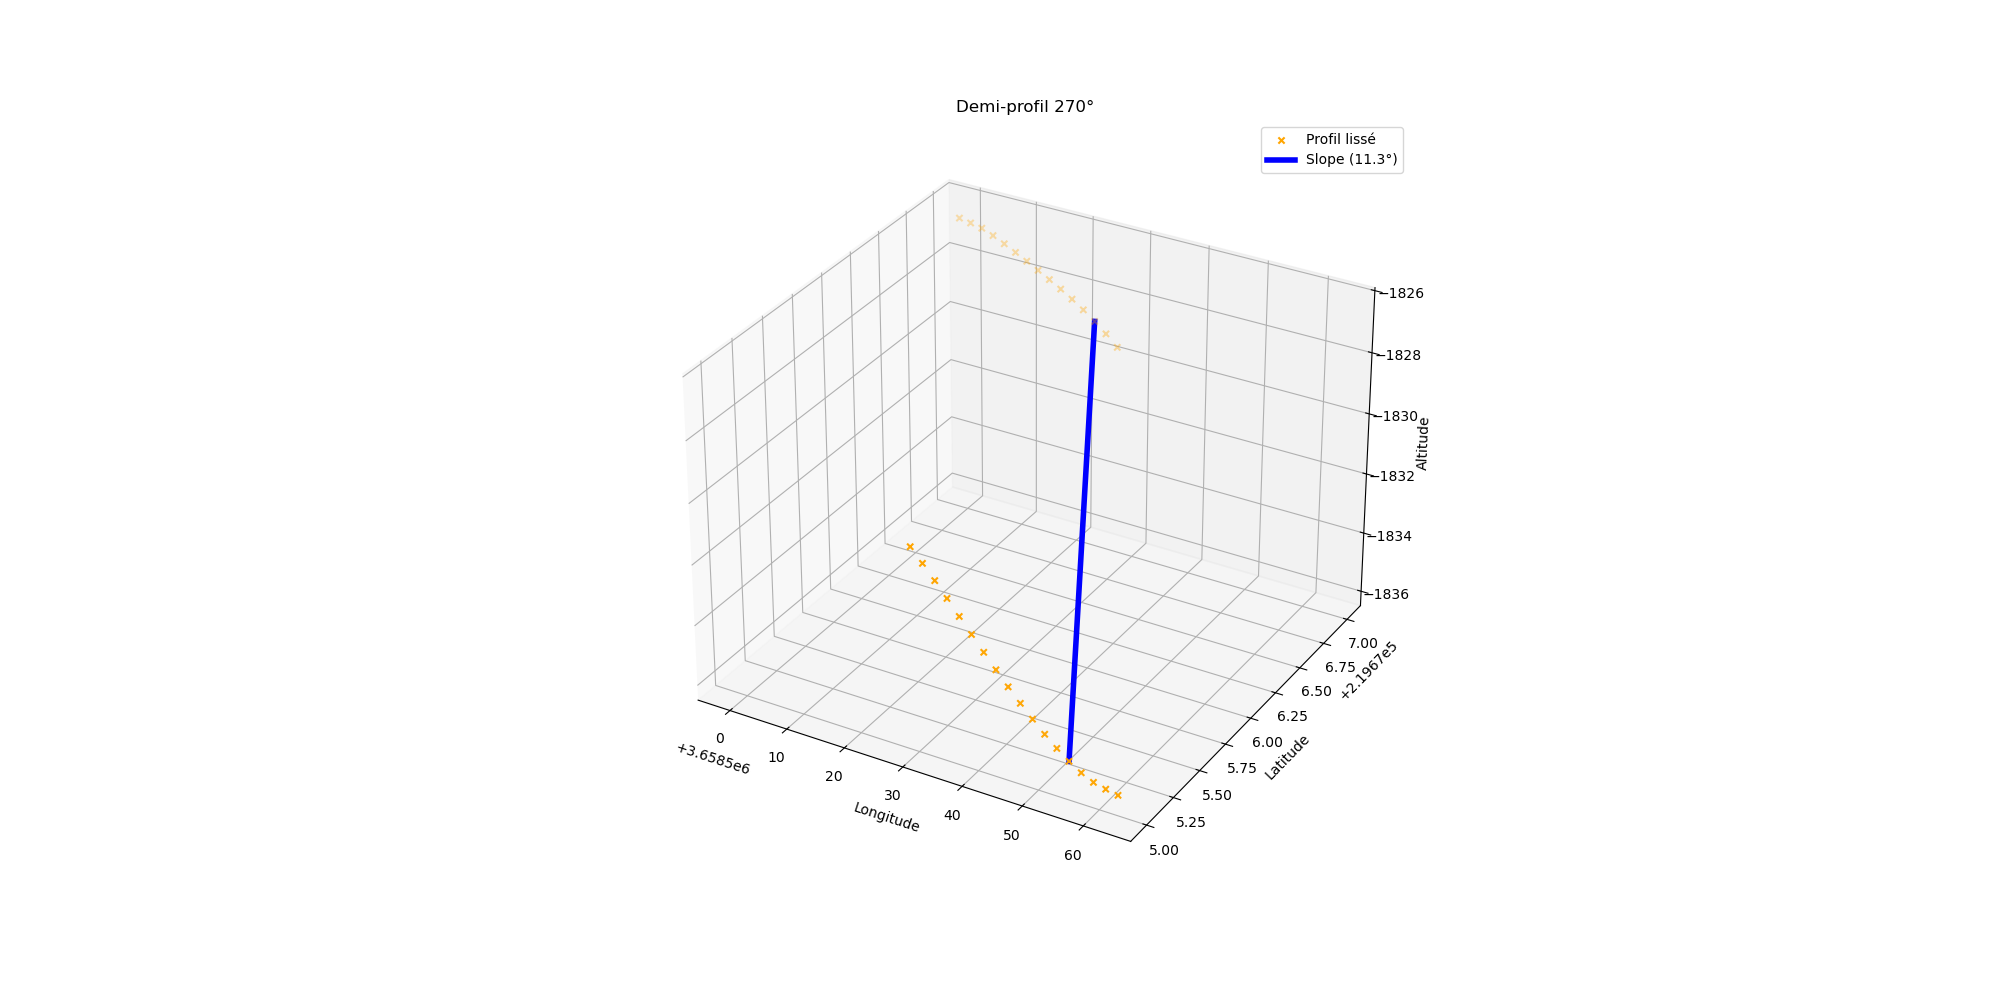 Demi-profil 270°
Profil lissé
Slope (11.3°)
−1826
−1828
−1830
−1832
−1834
−1836
Altitude
7.00
6.75
6.50
6.25
6.00
5.75
5.50
5.25
5.00
+2.1967e5
Latitude
0
10
20
30
40
50
60
+3.6585e6
Longitude